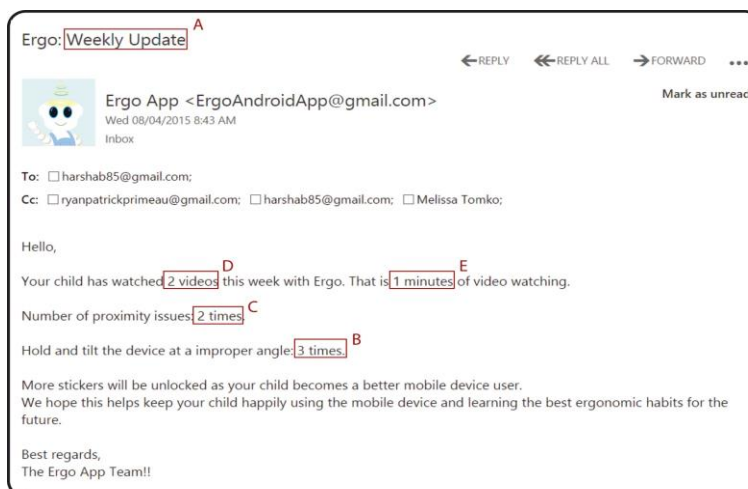 A
Ergo: Weekly Update
REPLY REPLY ALL FORWARD
Ergo App <ErgoAndroidApp@gmail.com>
Mark as unread
Wed 08/04/2015 8:43 AM
Inbox
To: harshab85@gmail.com;
Cc: ryanpatrickprimeau@gmail.com; harshab85@gmail.com; Melissa Tomko;
Hello,
D E
Your child has watched 2 videos this week with Ergo. That is 1 minutes of video watching.
C
Number of proximity issues: 2 times.
B
Hold and tilt the device at a improper angle: 3 times.
More stickers will be unlocked as your child becomes a better mobile device user.
We hope this helps keep your child happily using the mobile device and learning the best ergonomic habits for the
future.
Best regards,
The Ergo App Team!!